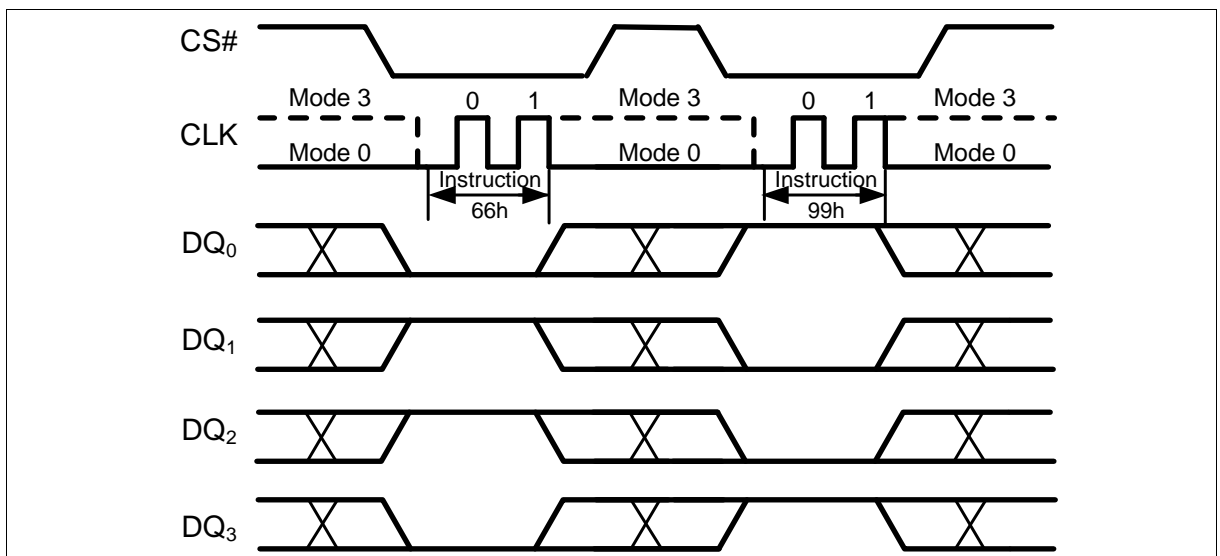 CS#
Mode 3 0 1 Mode 3 0 1 Mode 3
CLK
Mode 0 Mode 0 Mode 0
Instruction Instruction
66h 99h
DQ₀
DQ₁
DQ₂
DQ₃